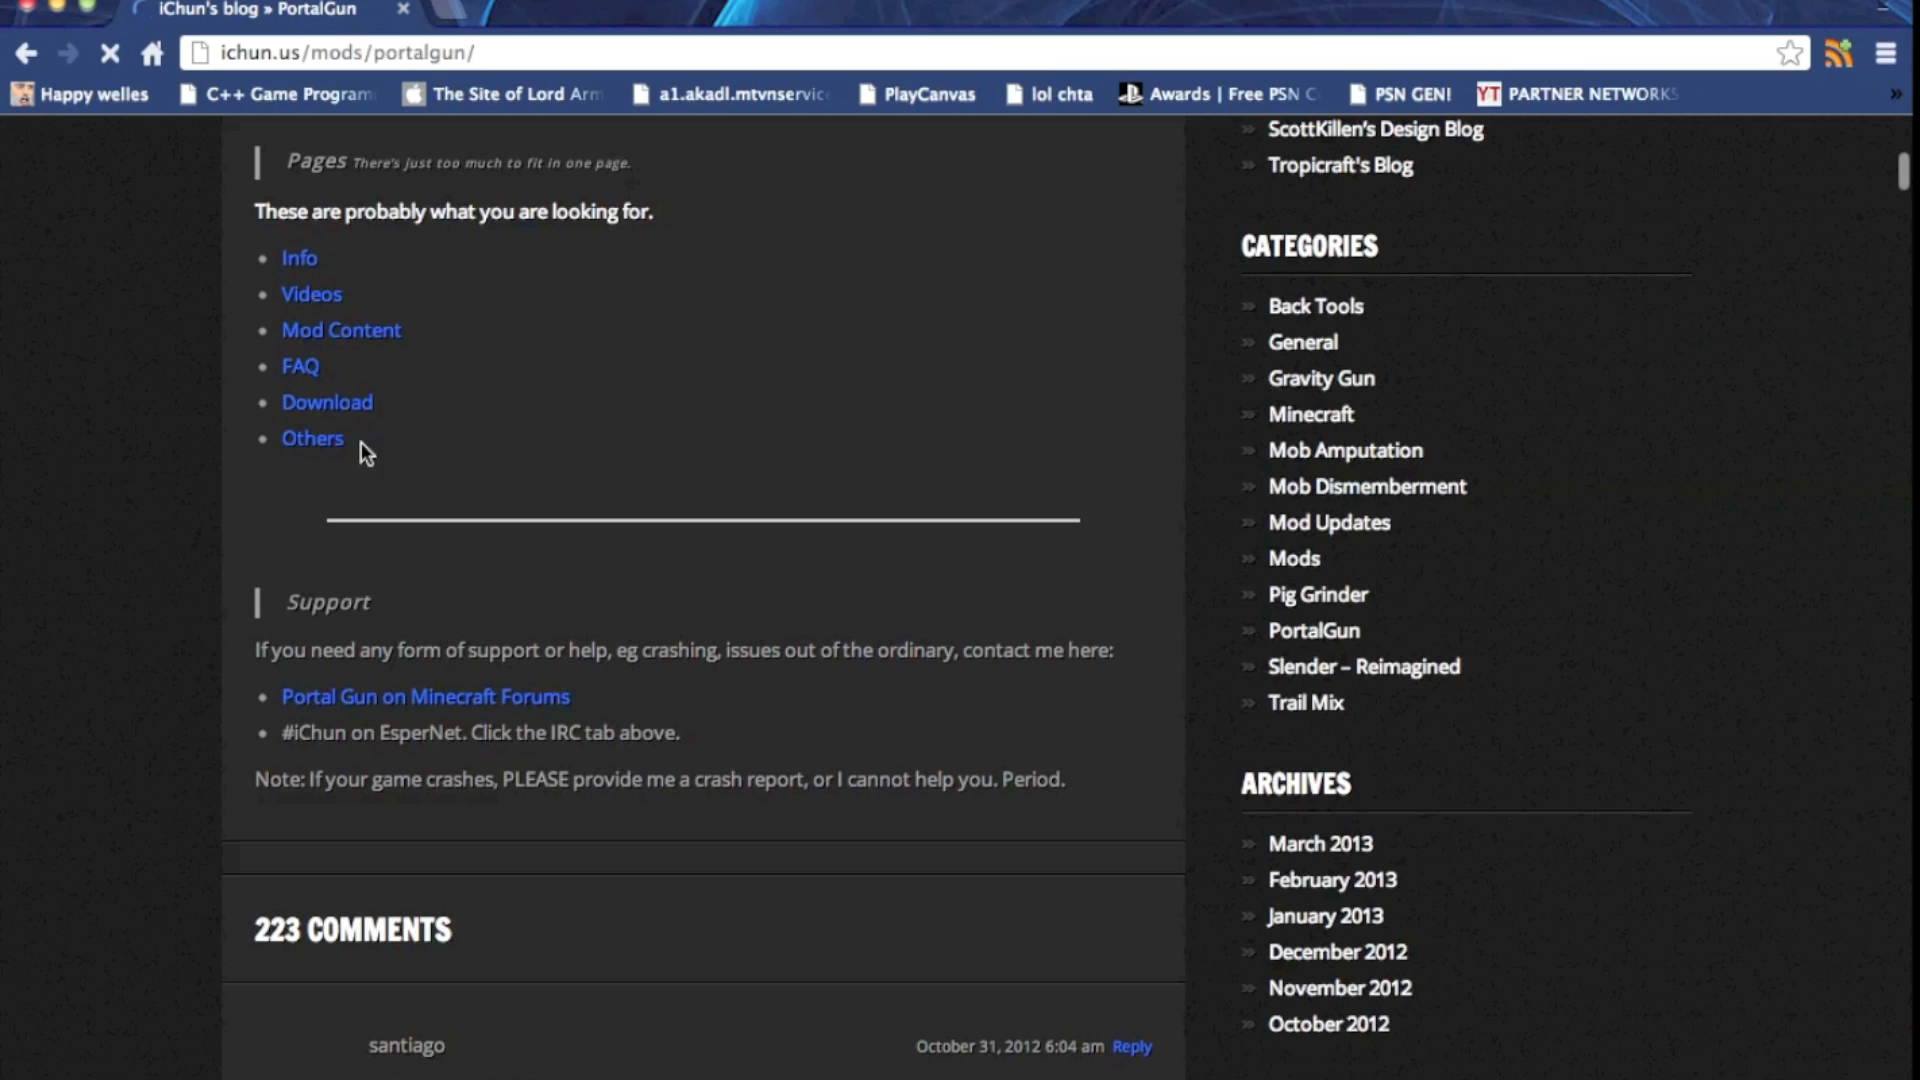 iChun's blog » PortalGun
ichun.us/mods/portalgun/
Happy welles C++ Game Program The Site of Lord Arm a1.akadl.mtvnservic PlayCanvas lol chta Awards | Free PSN C PSN GEN! YT PARTNER NETWORKS »
Pages There's just too much to fit in one page.
These are probably what you are looking for.
Info
Videos
Mod Content
FAQ
Download
Others
Support
If you need any form of support or help, eg crashing, issues out of the ordinary, contact me here:
Portal Gun on Minecraft Forums
#iChun on EsperNet. Click the IRC tab above.
Note: If your game crashes, PLEASE provide me a crash report, or I cannot help you. Period.
223 COMMENTS
santiago
October 31, 2012 6:04 am Reply
ScottKillen's Design Blog
Tropicraft's Blog
CATEGORIES
Back Tools
General
Gravity Gun
Minecraft
Mob Amputation
Mob Dismemberment
Mod Updates
Mods
Pig Grinder
PortalGun
Slender – Reimagined
Trail Mix
ARCHIVES
March 2013
February 2013
January 2013
December 2012
November 2012
October 2012